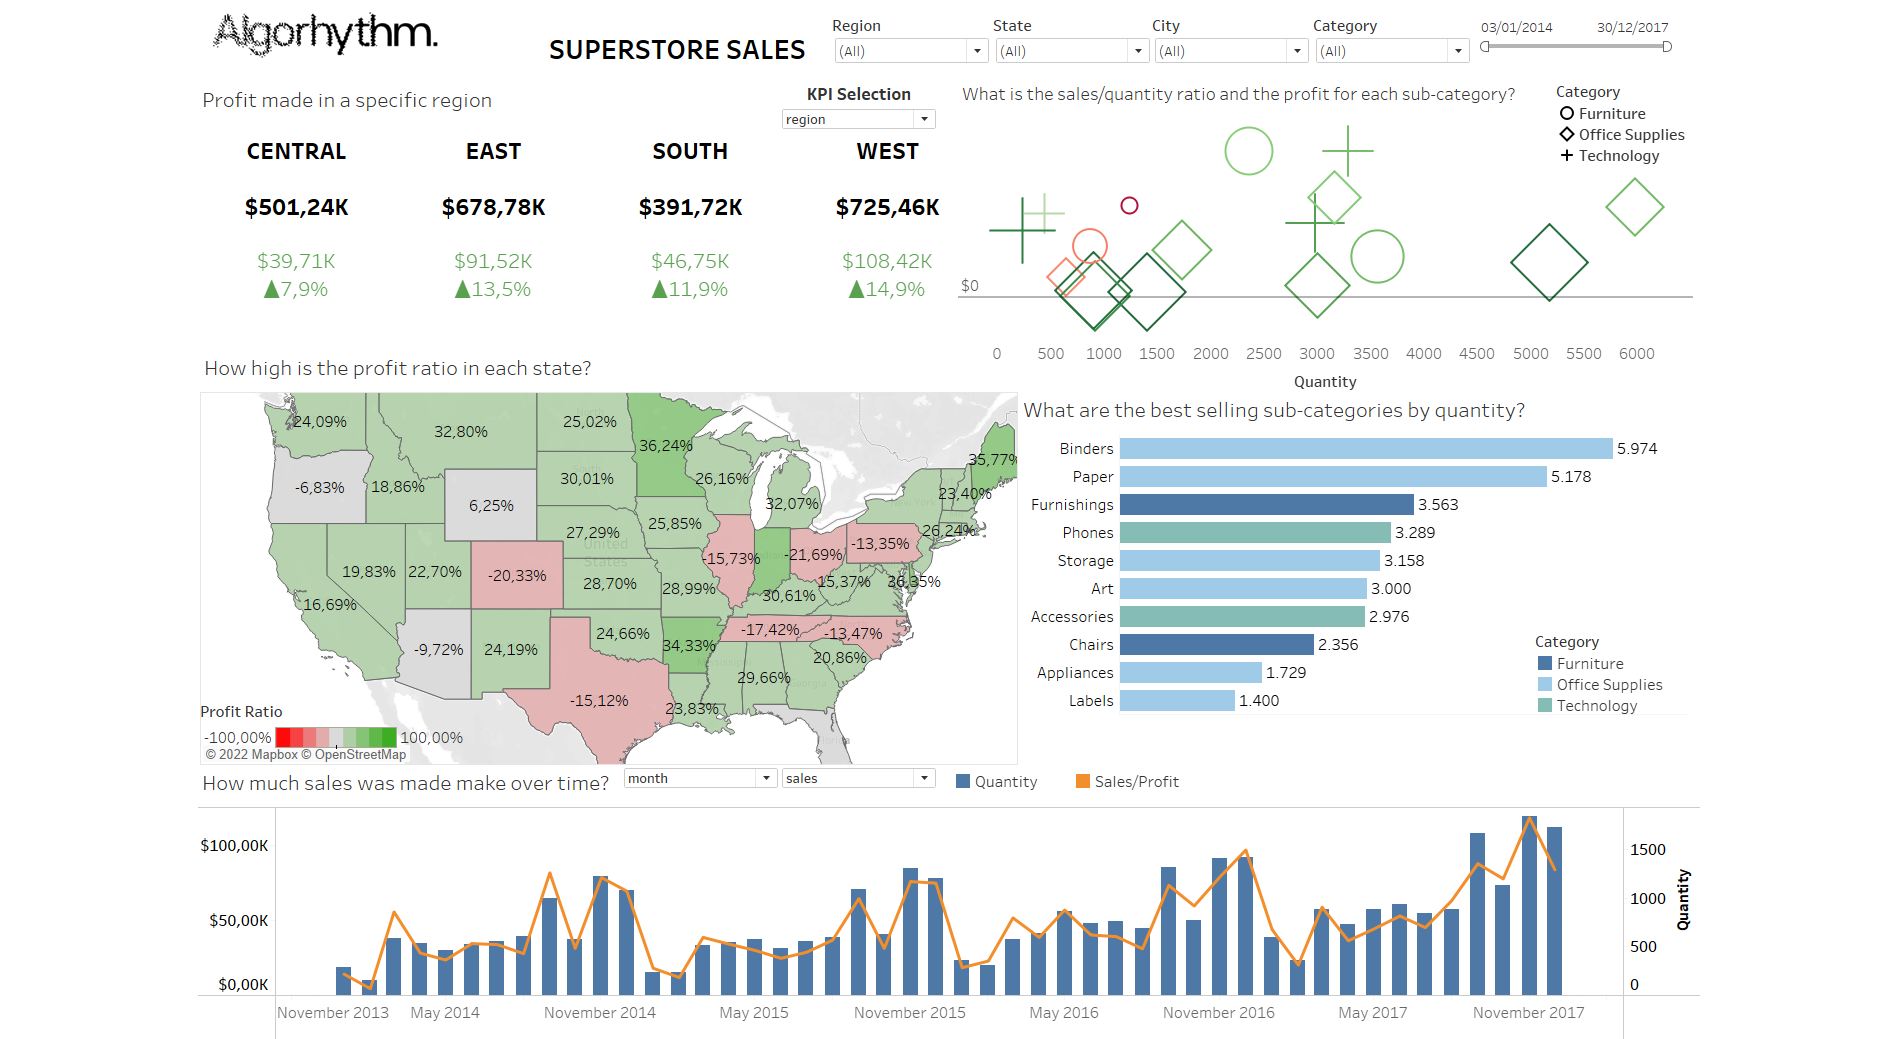 Algorhythm.
SUPERSTORE SALES
Region
State
City
Category
(All)
(All)
(All)
(All)
03/01/2014
30/12/2017
Profit made in a specific region
KPI Selection
region
CENTRAL
EAST
SOUTH
WEST
$501,24K
$678,78K
$391,72K
$725,46K
$39,71K
$91,52K
$46,75K
$108,42K
▲7,9%
▲13,5%
▲11,9%
▲14,9%
What is the sales/quantity ratio and the profit for each sub-category?
Category
Furniture
Office Supplies
Technology
$0
0 500 1000 1500 2000 2500 3000 3500 4000 4500 5000 5500 6000
Quantity
How high is the profit ratio in each state?
24,09%
32,80%
25,02%
36,24%
35,77%
-6,83%
18,86%
6,25%
30,01%
26,16%
32,07%
23,40%
27,29%
25,85%
26,24%
United
States
19,83%
22,70%
-20,33%
28,70%
28,99%
-15,73%
-21,69%
-13,35%
15,37%
36,35%
16,69%
30,61%
-9,72%
24,19%
24,66%
34,33%
-17,42%
-13,47%
20,86%
29,66%
-15,12%
23,83%
Profit Ratio
-100,00%
100,00%
© 2022 Mapbox © OpenStreetMap
What are the best selling sub-categories by quantity?
Binders 5.974
Paper 5.178
Furnishings 3.563
Phones 3.289
Storage 3.158
Art 3.000
Accessories 2.976
Chairs 2.356
Appliances 1.729
Labels 1.400
Category
Furniture
Office Supplies
Technology
How much sales was made make over time?
month
sales
Quantity
Sales/Profit
$100,00K
$50,00K
$0,00K
1500
1000
500
0
Quantity
November 2013 May 2014 November 2014 May 2015 November 2015 May 2016 November 2016 May 2017 November 2017